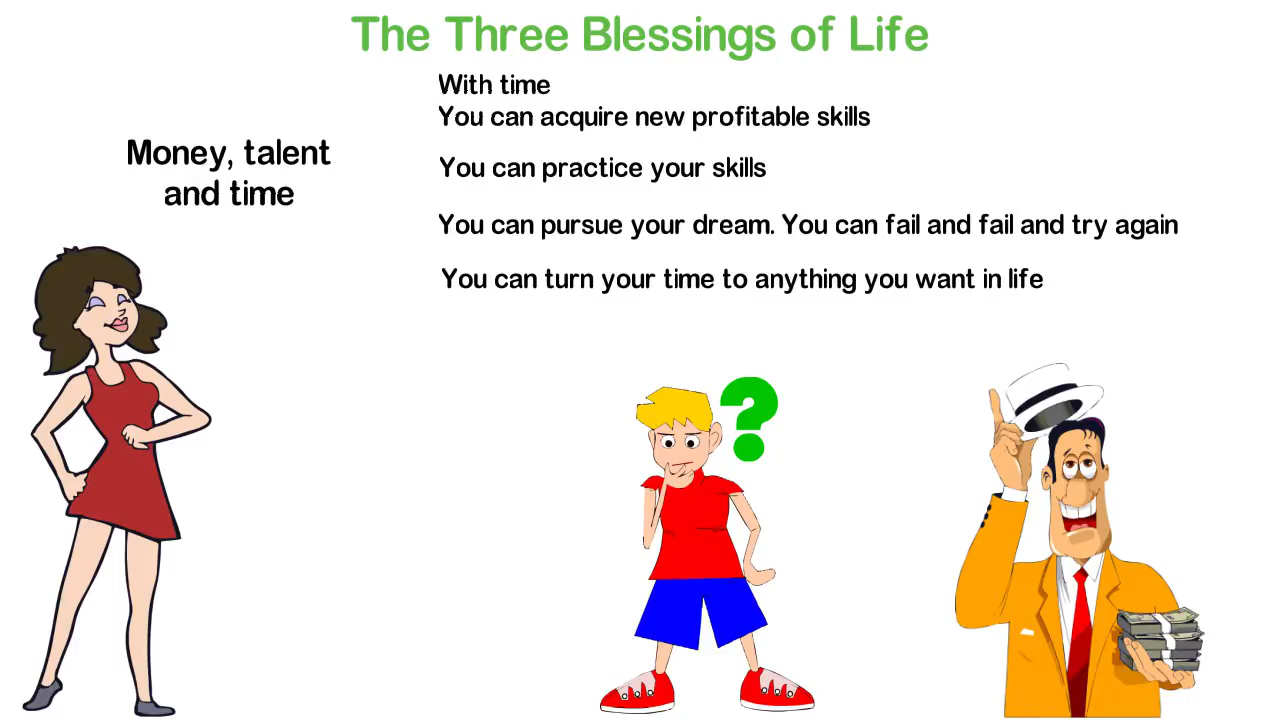 The Three Blessings of Life
With time
You can acquire new profitable skills
Money, talent
and time
You can practice your skills
You can pursue your dream. You can fail and fail and try again
You can turn your time to anything you want in life
?